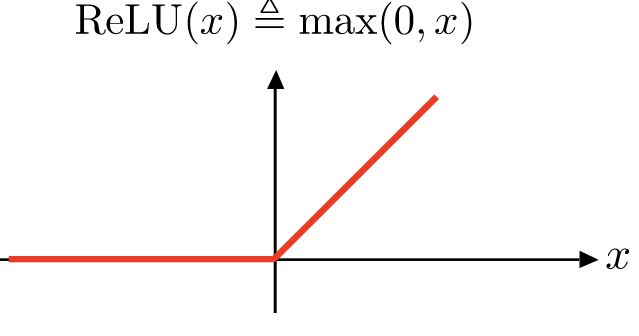 ReLU(x) ≜ max(0, x)
x